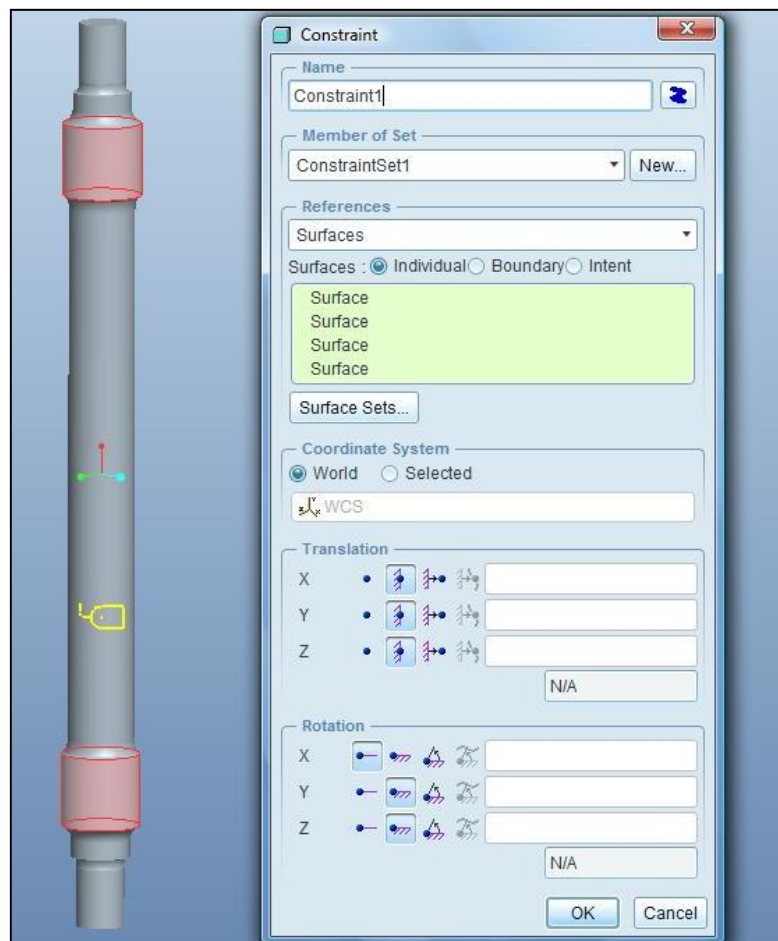 Constraint
Name
Constraint1
Member of Set
ConstraintSet1 New...
References
Surfaces
Surfaces : Individual Boundary Intent
Surface
Surface
Surface
Surface
Surface Sets...
Coordinate System
World Selected
WCS
Translation
X
Y
Z
N/A
Rotation
X
Y
Z
N/A
OK Cancel